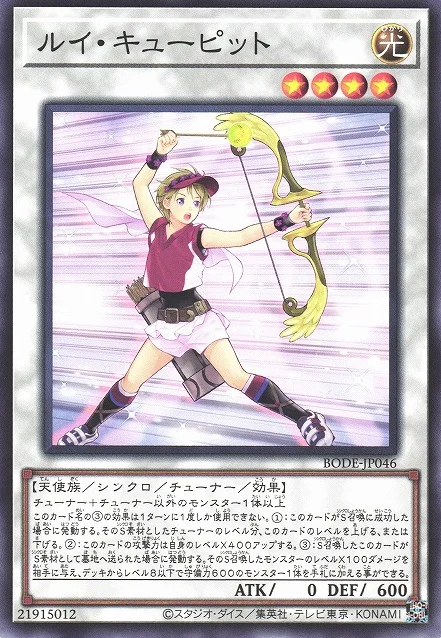 ルイ・キューピット
光
【天使族／シンクロ／チューナー／効果】
チューナー＋チューナー以外のモンスター1体以上
このカード名の③の効果は1ターンに1度しか使用できない。①：このカードがS召喚に成功した
場合に発動する。そのS素材としたチューナーのレベル分、このカードのレベルを上げる、または
下げる。②：このカードの攻撃力は自身のレベル×400アップする。③：S召喚したこのカードが
S素材として墓地へ送られた場合に発動する。そのS召喚したモンスターのレベル×100ダメージを
相手に与え、デッキからレベル8以下で守備力600のモンスター1体を手札に加える事ができる。
BODE-JP046
ATK/ 0 DEF/ 600
21915012
©スタジオ・ダイス／集英社・テレビ東京・KONAMI